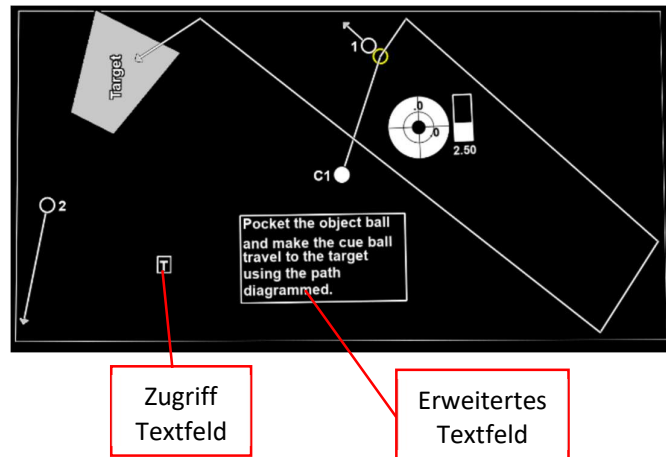 Target
1
.0
.0
2.50
C1
2
Pocket the object ball
and make the cue ball
travel to the target
using the path
diagrammed.
T
Zugriff
Textfeld
Erweitertes
Textfeld